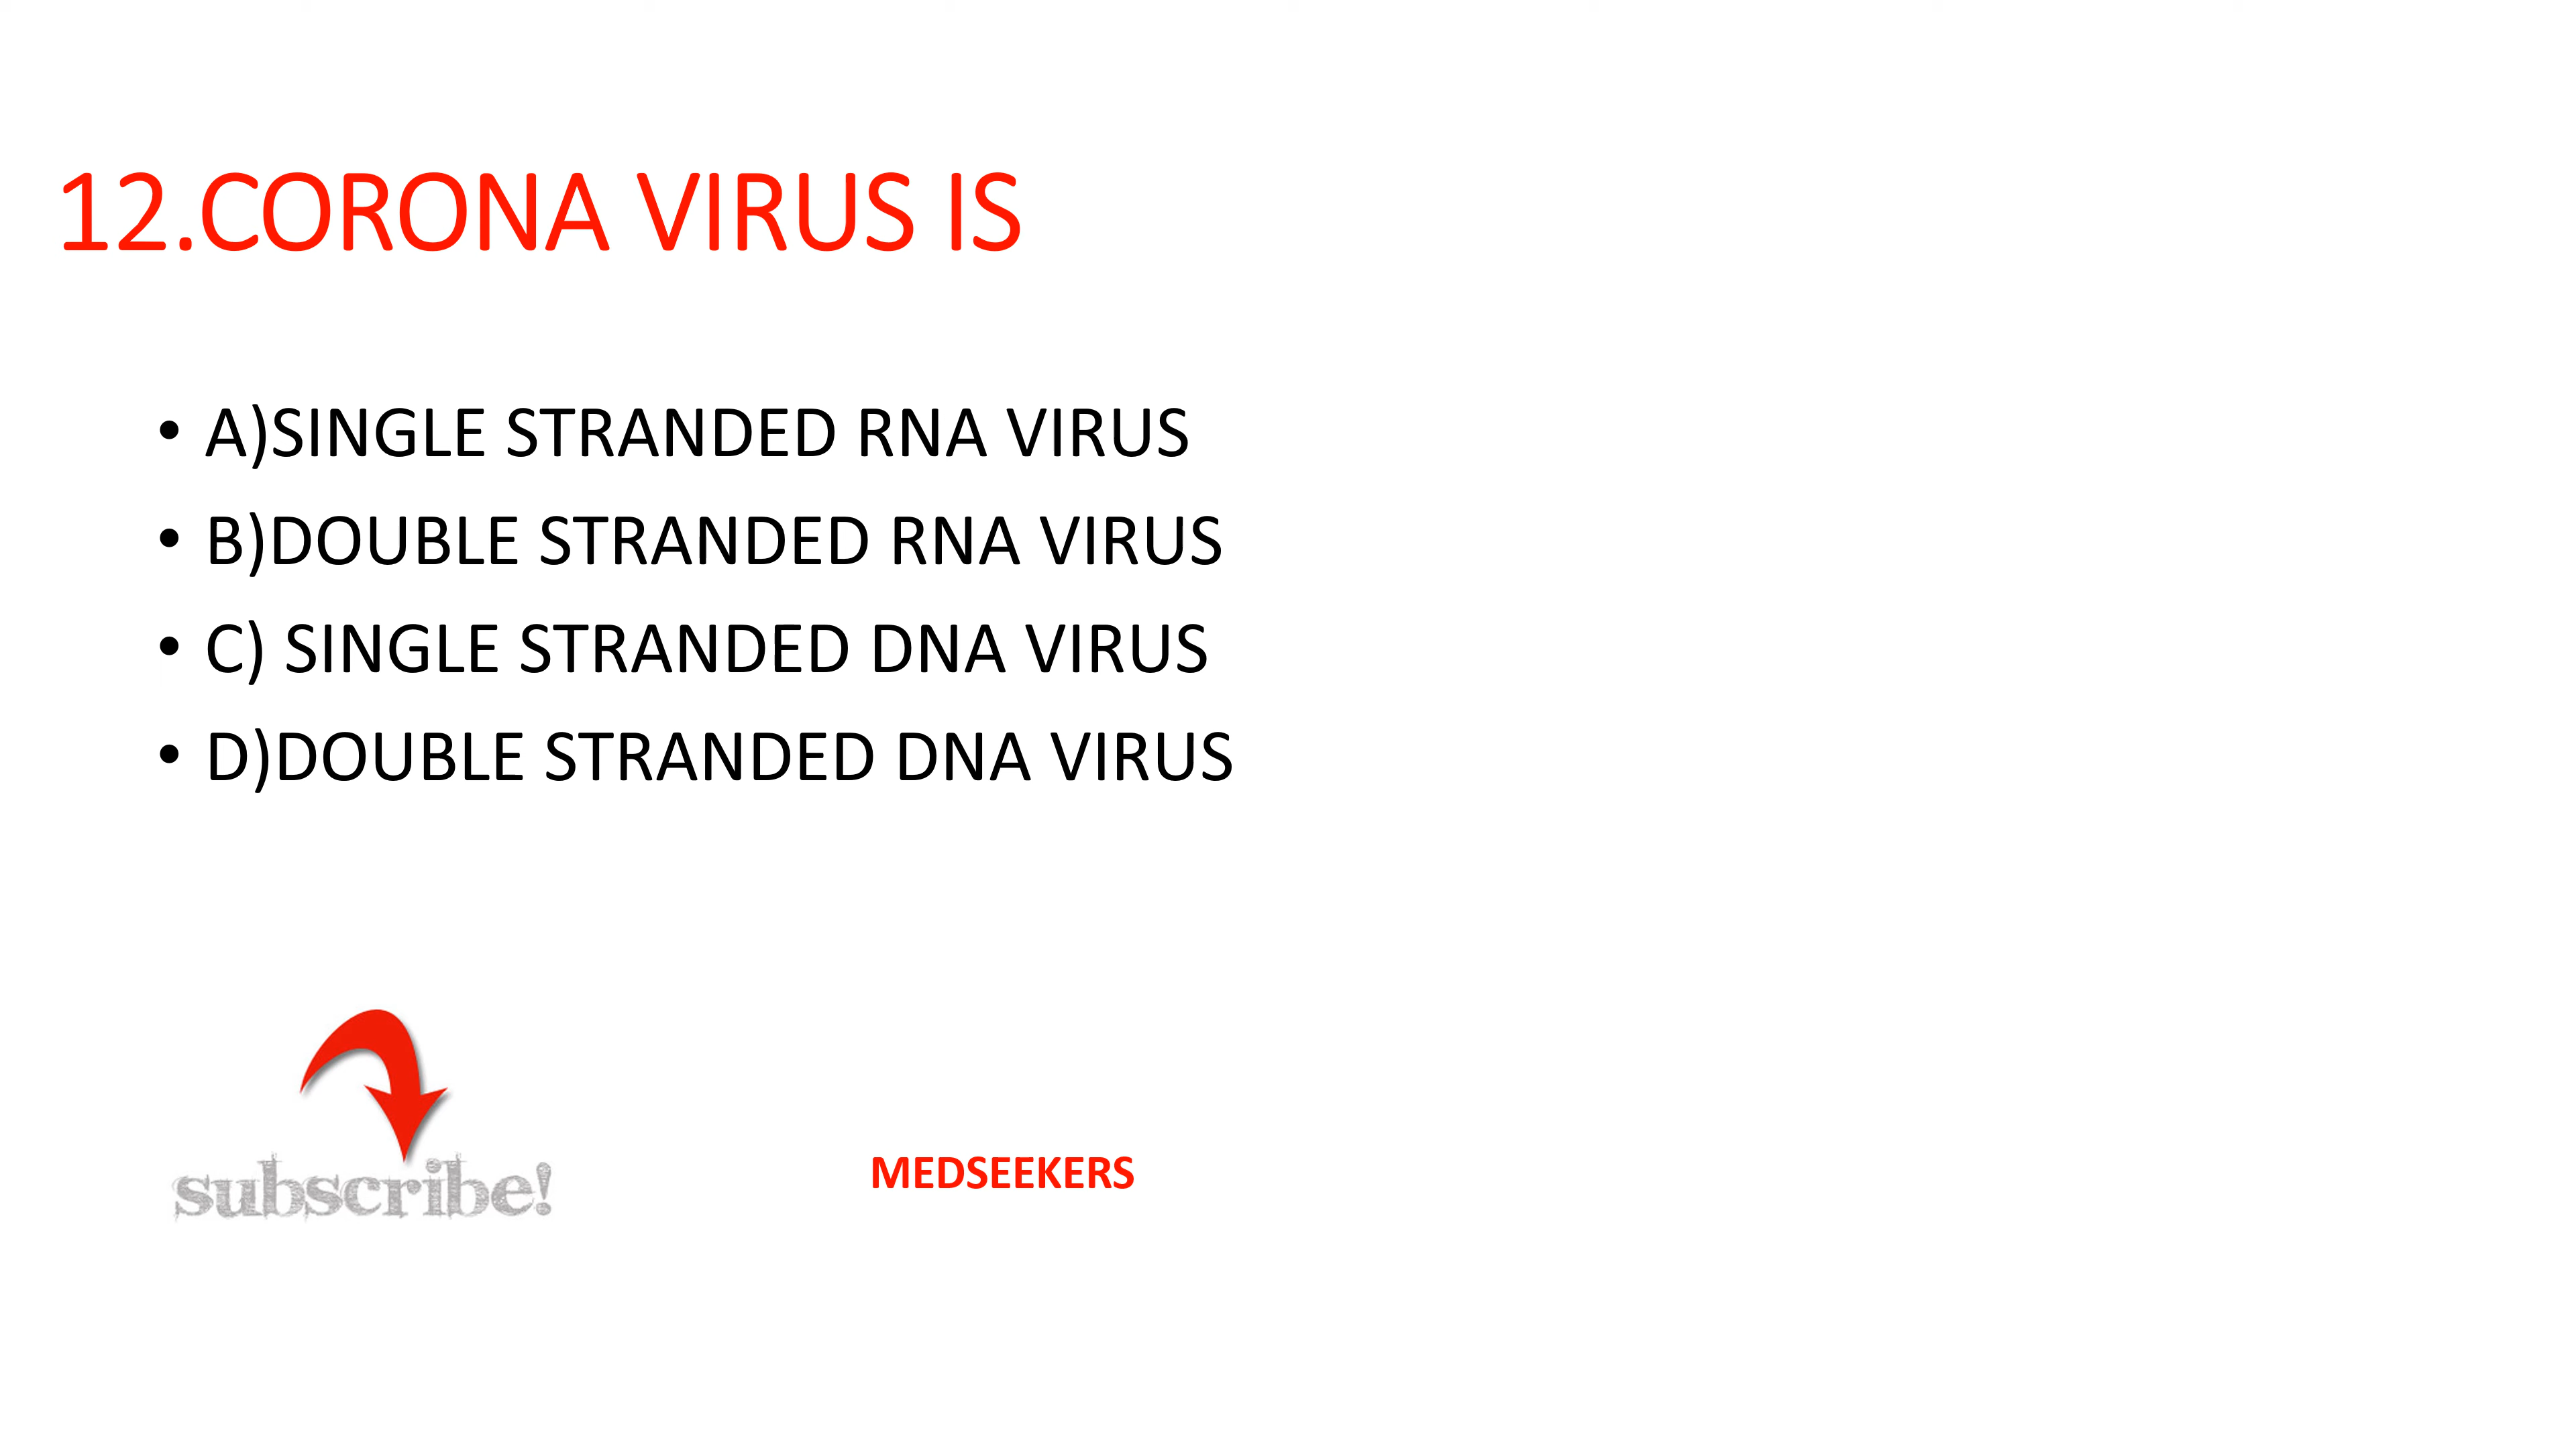 12.CORONA VIRUS IS
• A)SINGLE STRANDED RNA VIRUS
• B)DOUBLE STRANDED RNA VIRUS
• C) SINGLE STRANDED DNA VIRUS
• D)DOUBLE STRANDED DNA VIRUS
subscribe!
MEDSEEKERS